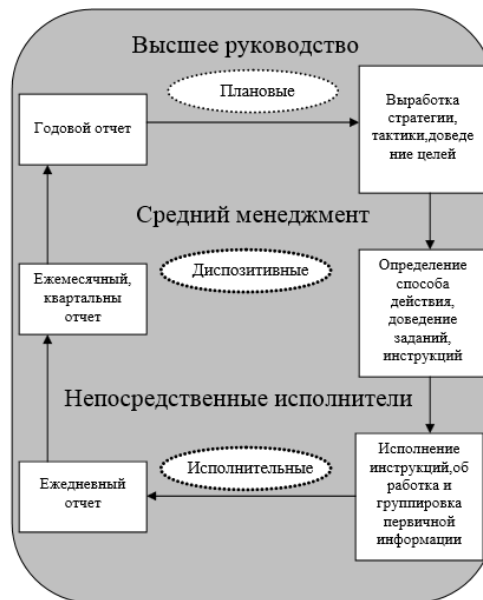 Высшее руководство
Плановые
Годовой отчет
Выработка
стратегии,
тактики,доведе
ние целей
Средний менеджмент
Ежемесячный,
квартальны
отчет
Диспозитивные
Определение
способа
действия,
доведение
заданий,
инструкций
Непосредственные исполнители
Ежедневный
отчет
Исполнительные
Исполнение
инструкций,об
работка и
группировка
первичной
информации